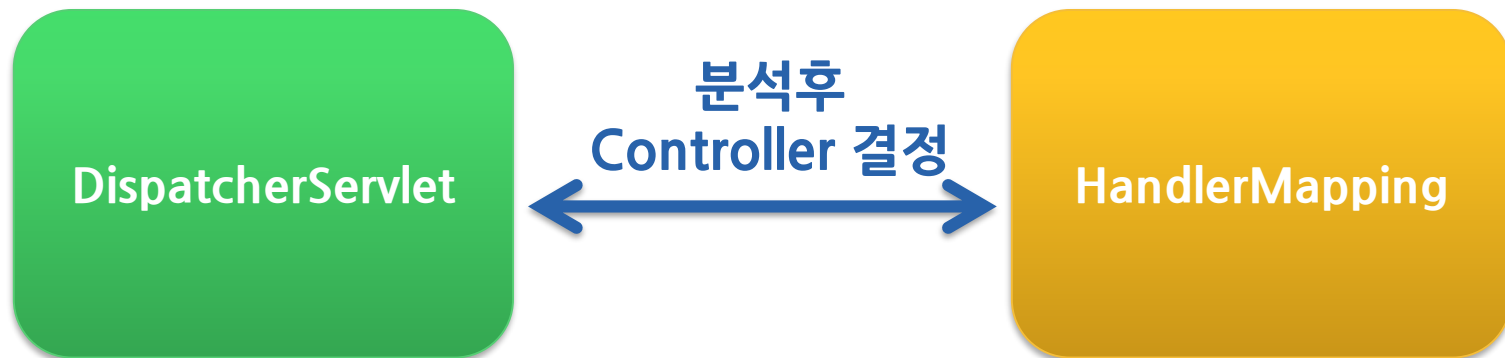 DispatcherServlet
분석후
Controller 결정
HandlerMapping